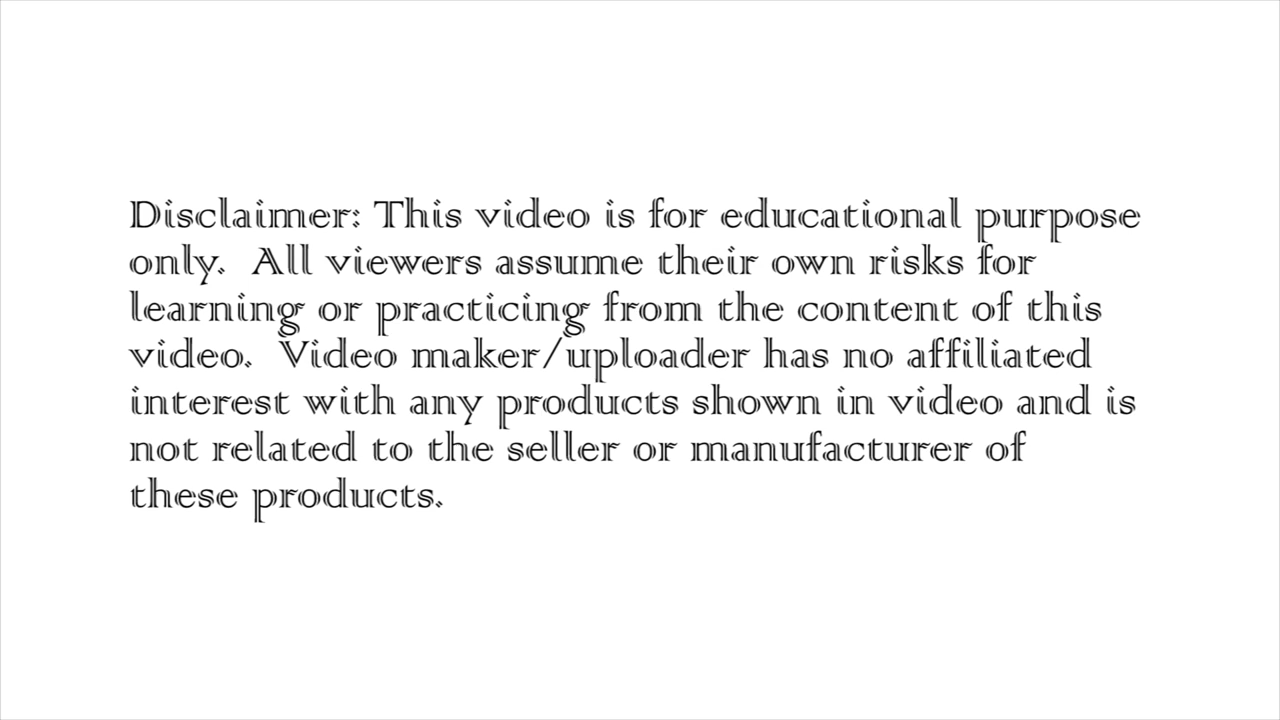 Disclaimer: This video is for educational purpose
only.  All viewers assume their own risks for
learning or practicing from the content of this
video.  Video maker/uploader has no affiliated
interest with any products shown in video and is
not related to the seller or manufacturer of
these products.